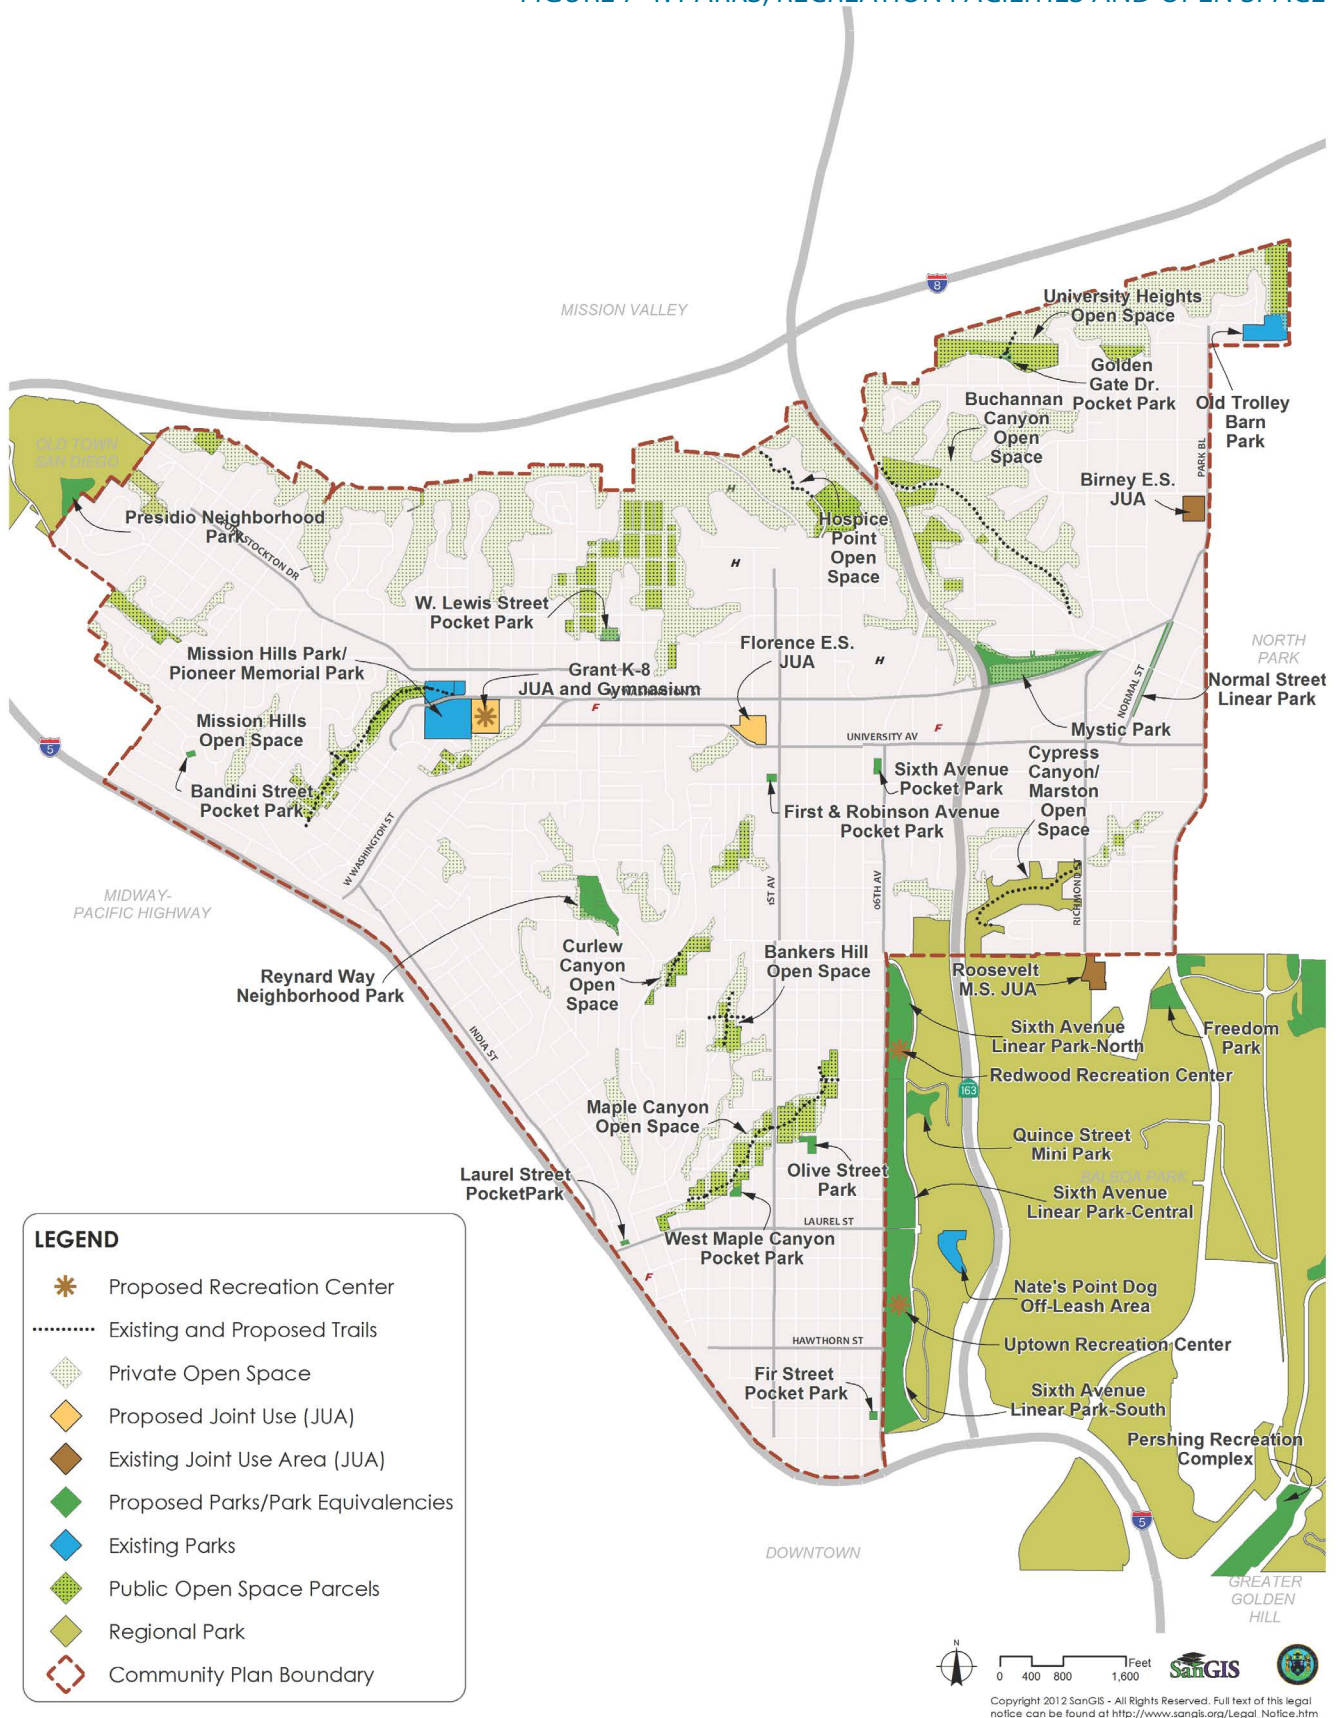 MISSION VALLEY
8
University Heights
Open Space
Golden
Gate Dr.
Pocket Park
Buchannan
Canyon
Open
Space
Old Trolley
Barn
Park
PARK BL
Birney E.S.
JUA
OLD TOWN
SAN DIEGO
Presidio Neighborhood
Park
STOCKTON DR
H
Hospice
Point
Open
Space
H
W. Lewis Street
Pocket Park
Florence E.S.
JUA
H
NORTH
PARK
Mission Hills Park/
Pioneer Memorial Park
Grant K-8
JUA and Gymnasium
F
Normal Street
Linear Park
NORMAL ST
Mission Hills
Open Space
Mystic Park
F
UNIVERSITY AV
5
Bandini Street
Pocket Park
Sixth Avenue
Pocket Park
Cypress
Canyon/
Marston
Open
Space
First & Robinson Avenue
Pocket Park
W WASHINGTON ST
1ST AV
06TH AV
RICHMOND ST
MIDWAY-
PACIFIC HIGHWAY
Reynard Way
Neighborhood Park
Curlew
Canyon
Open
Space
Bankers Hill
Open Space
Roosevelt
M.S. JUA
INDIA ST
Sixth Avenue
Linear Park-North
Freedom
Park
Redwood Recreation Center
163
Maple Canyon
Open Space
Quince Street
Mini Park
Olive Street
Park
BALBOA PARK
Laurel Street
PocketPark
Sixth Avenue
Linear Park-Central
LAUREL ST
West Maple Canyon
Pocket Park
F
Nate's Point Dog
Off-Leash Area
HAWTHORN ST
Uptown Recreation Center
Fir Street
Pocket Park
Sixth Avenue
Linear Park-South
Pershing Recreation
Complex
5
DOWNTOWN
GREATER
GOLDEN
HILL
LEGEND
Proposed Recreation Center
Existing and Proposed Trails
Private Open Space
Proposed Joint Use (JUA)
Existing Joint Use Area (JUA)
Proposed Parks/Park Equivalencies
Existing Parks
Public Open Space Parcels
Regional Park
Community Plan Boundary
N
Feet
0 400 800 1,600
SanGIS
Copyright 2012 SanGIS - All Rights Reserved. Full text of this legal
notice can be found at http://www.sangis.org/Legal_Notice.htm